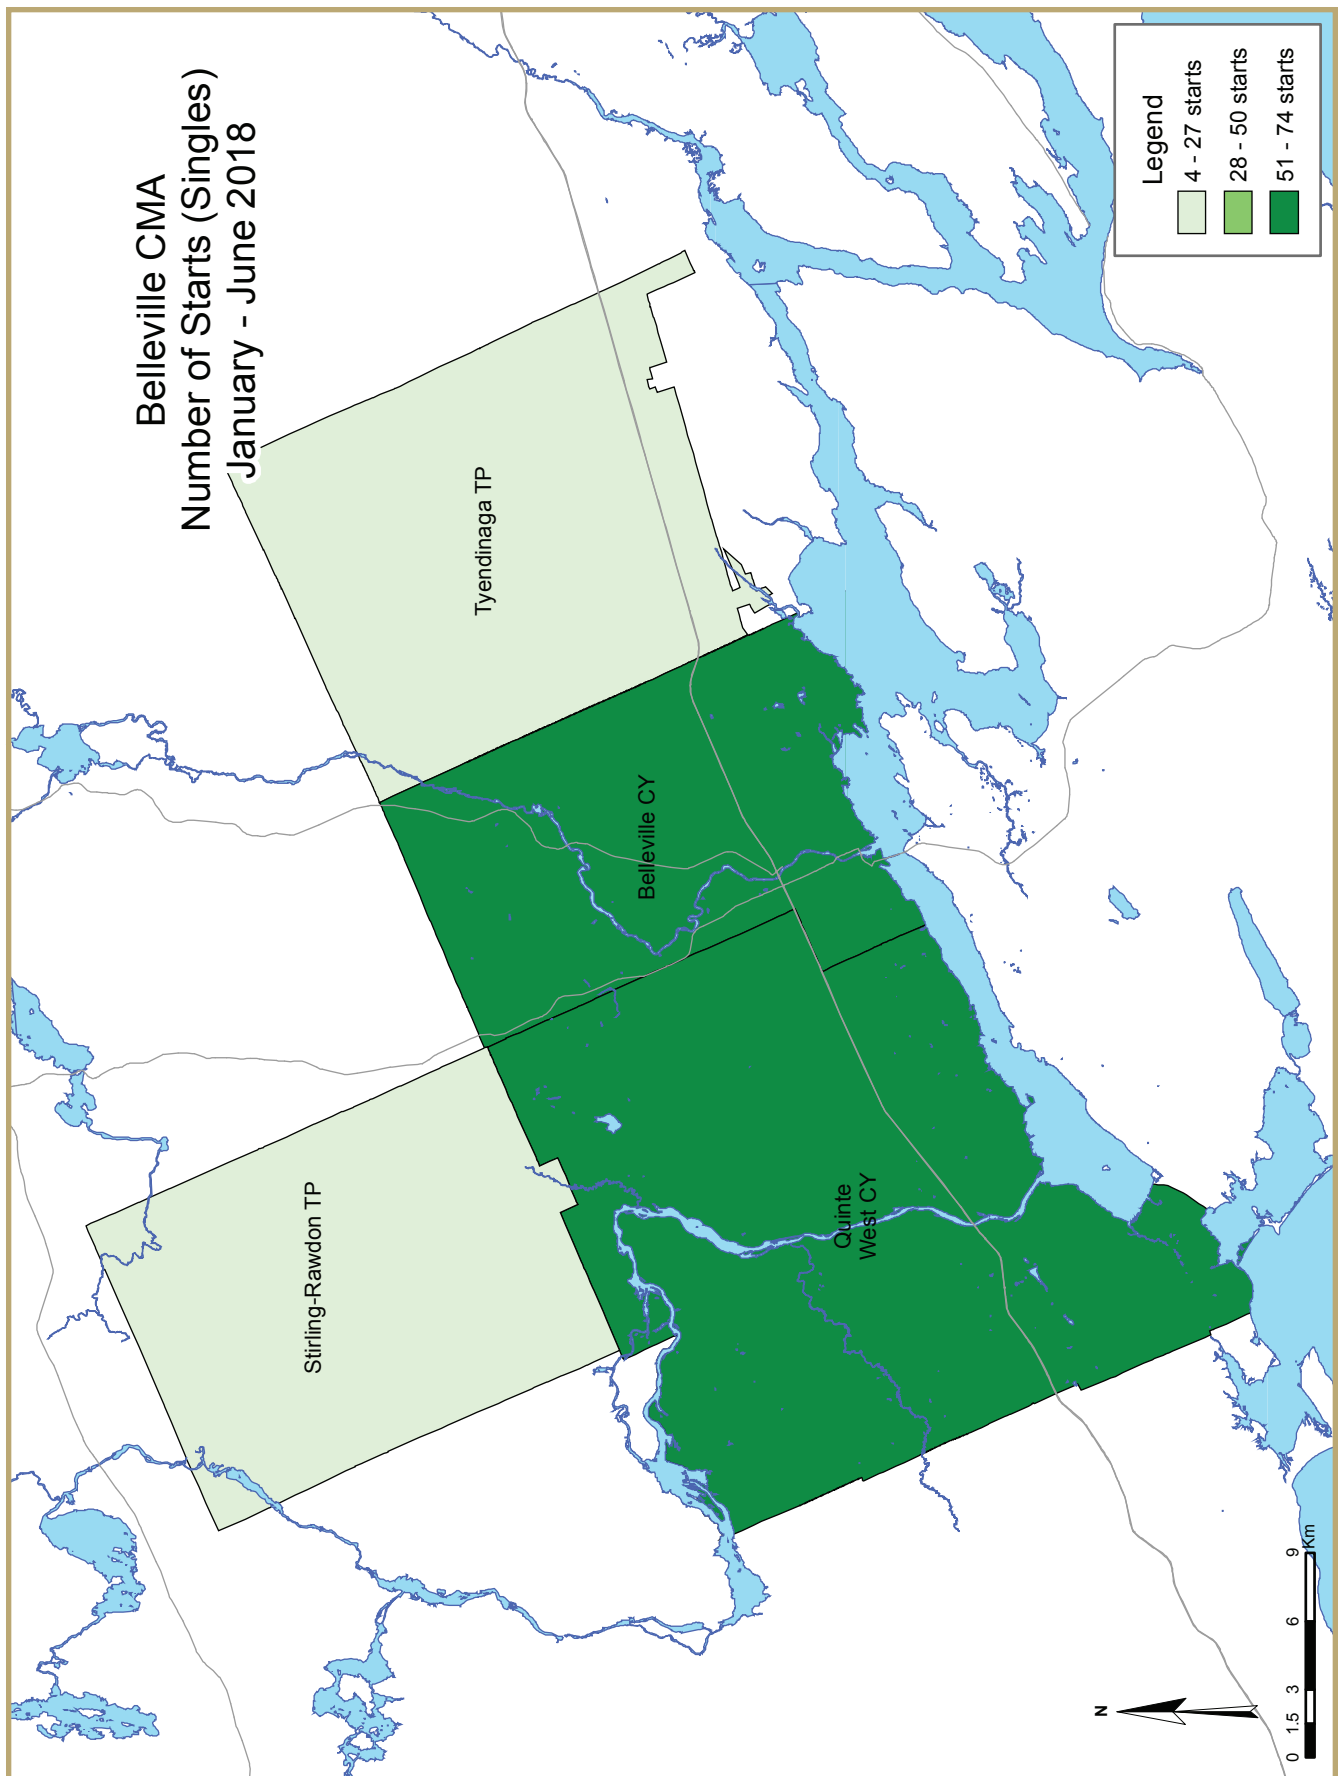 Belleville CMA
Number of Starts (Singles)
January - June 2018
Tyendinaga TP
Stirling-Rawdon TP
Belleville CY
Quinte
West CY
Legend
4 - 27 starts
28 - 50 starts
51 - 74 starts
N
0 1.5 3 6 9
Km